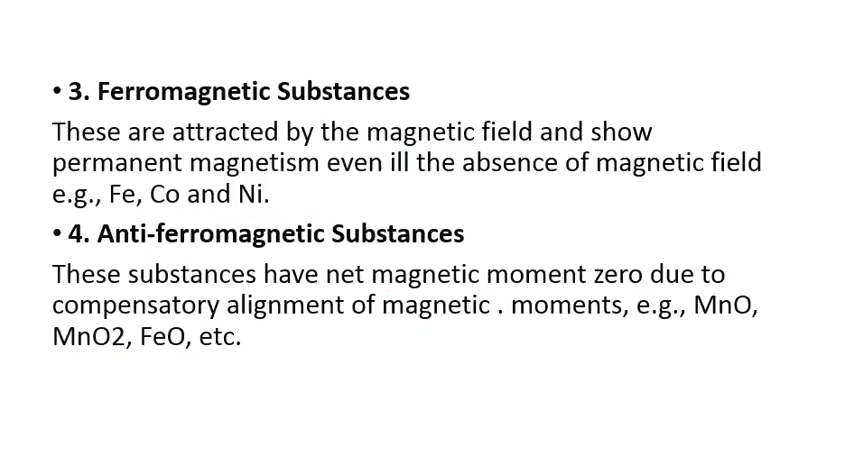 • 3. Ferromagnetic Substances
These are attracted by the magnetic field and show
permanent magnetism even ill the absence of magnetic field
e.g., Fe, Co and Ni.
• 4. Anti-ferromagnetic Substances
These substances have net magnetic moment zero due to
compensatory alignment of magnetic . moments, e.g., MnO,
MnO2, FeO, etc.